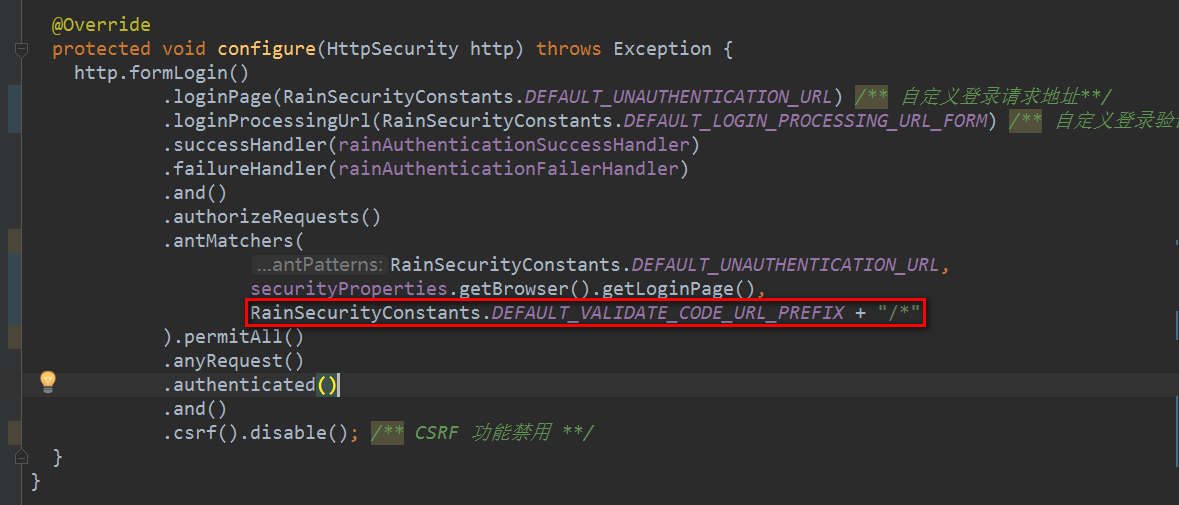 @Override
protected void configure(HttpSecurity http) throws Exception {
http.formLogin()
.loginPage(RainSecurityConstants.DEFAULT_UNAUTHENTICATION_URL) /** 自定义登录请求地址**/
.loginProcessingUrl(RainSecurityConstants.DEFAULT_LOGIN_PROCESSING_URL_FORM) /** 自定义登录验
.successHandler(rainAuthenticationSuccessHandler)
.failureHandler(rainAuthenticationFailerHandler)
.and()
.authorizeRequests()
.antMatchers(
...antPatterns: RainSecurityConstants.DEFAULT_UNAUTHENTICATION_URL,
securityProperties.getBrowser().getLoginPage(),
RainSecurityConstants.DEFAULT_VALIDATE_CODE_URL_PREFIX + "/*"
).permitAll()
.anyRequest()
.authenticated()
.and()
.csrf().disable(); /** CSRF 功能禁用 **/
}
}